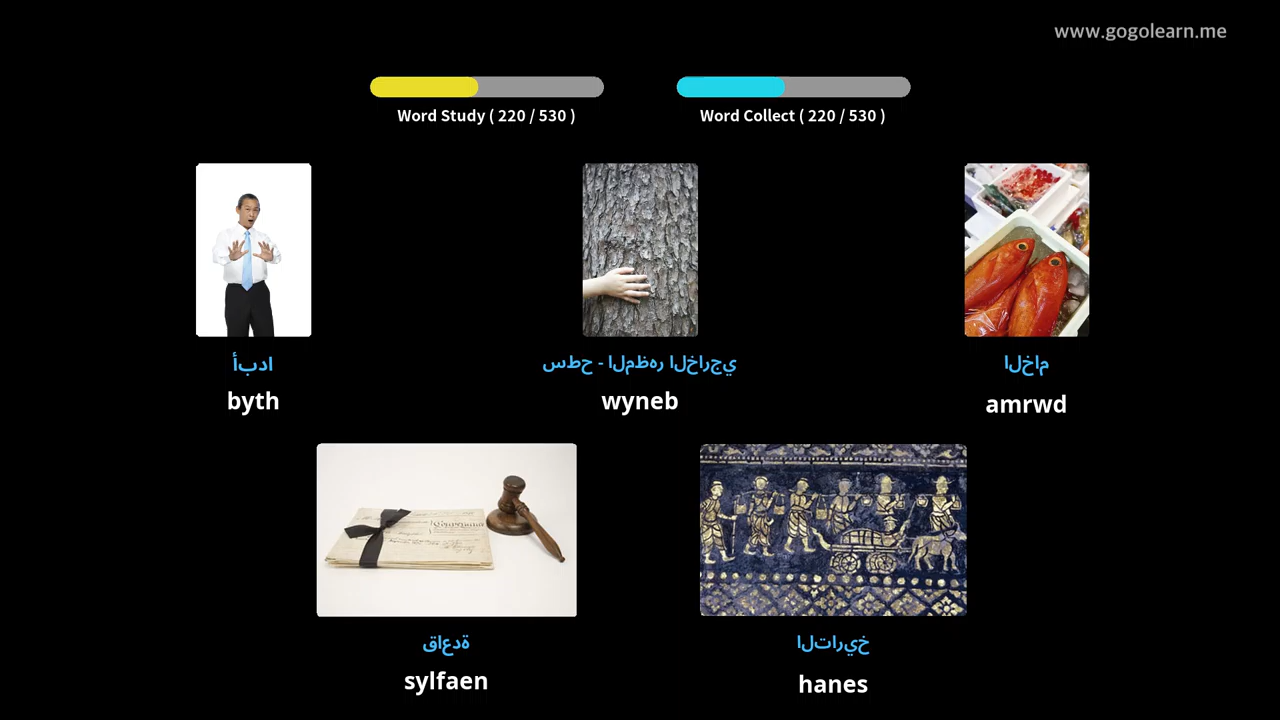 www.gogolearn.me
Word Study ( 220 / 530 )
Word Collect ( 220 / 530 )
أبدا
byth
سطح - المظهر الخارجي
wyneb
الخام
amrwd
قاعدة
sylfaen
التاريخ
hanes